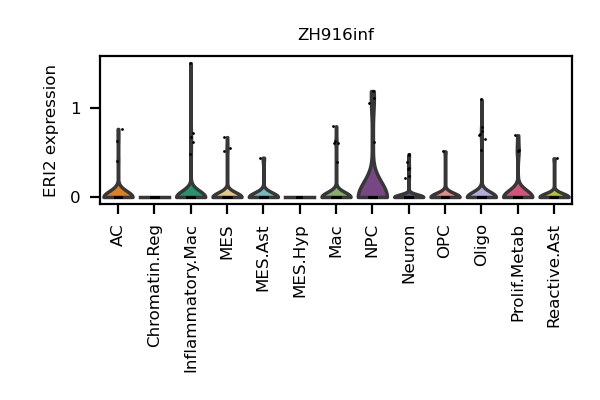 ZH916inf
ERI2 expression
1
0
AC
Chromatin.Reg
Inflammatory.Mac
MES
MES.Ast
MES.Hyp
Mac
NPC
Neuron
OPC
Oligo
Prolif.Metab
Reactive.Ast